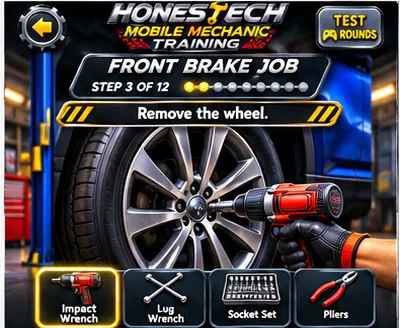 HONESTECH
MOBILE MECHANIC
TRAINING
TEST
ROUNDS
FRONT BRAKE JOB
STEP 3 OF 12
Remove the wheel.
Impact
Wrench
Lug
Wrench
Socket Set
Pliers